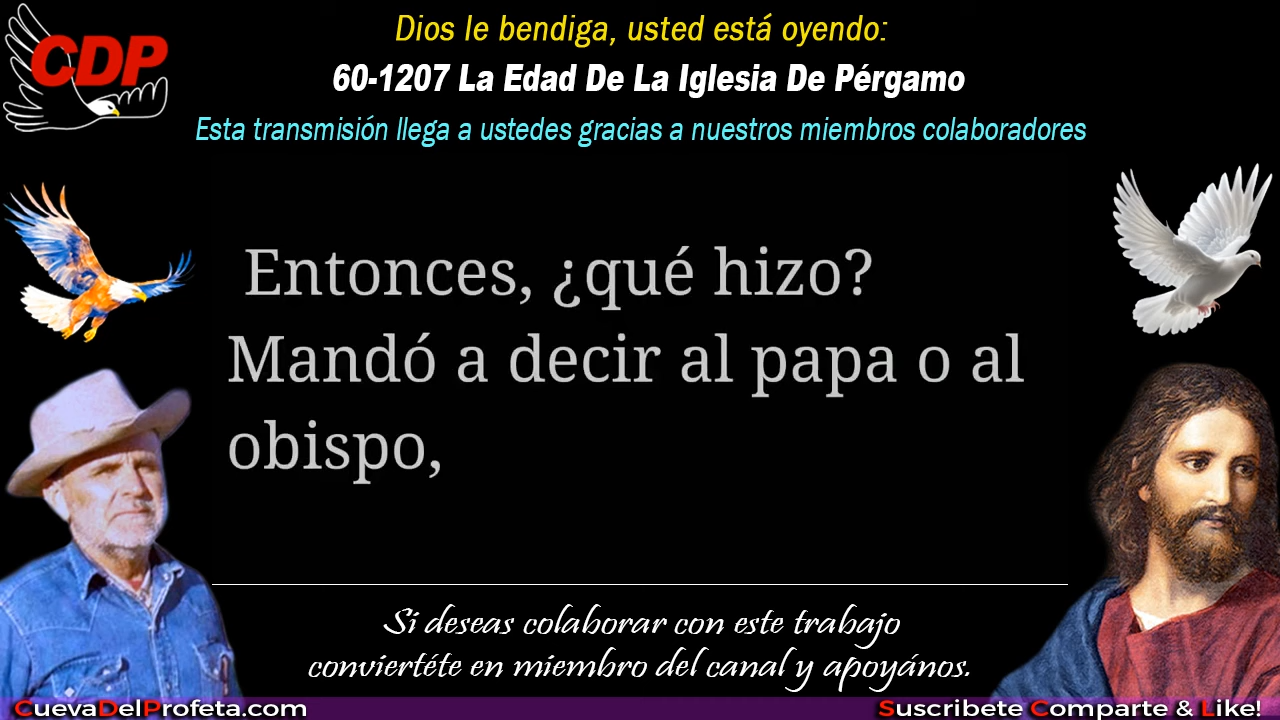 CDP
Dios le bendiga, usted está oyendo:
60-1207 La Edad De La Iglesia De Pérgamo
Esta transmisión llega a ustedes gracias a nuestros miembros colaboradores
Entonces, ¿qué hizo?
Mandó a decir al papa o al
obispo,
Si deseas colaborar con este trabajo
conviertéte en miembro del canal y apoyános.
CuevaDelProfeta.com
Suscribete Comparte & Like!